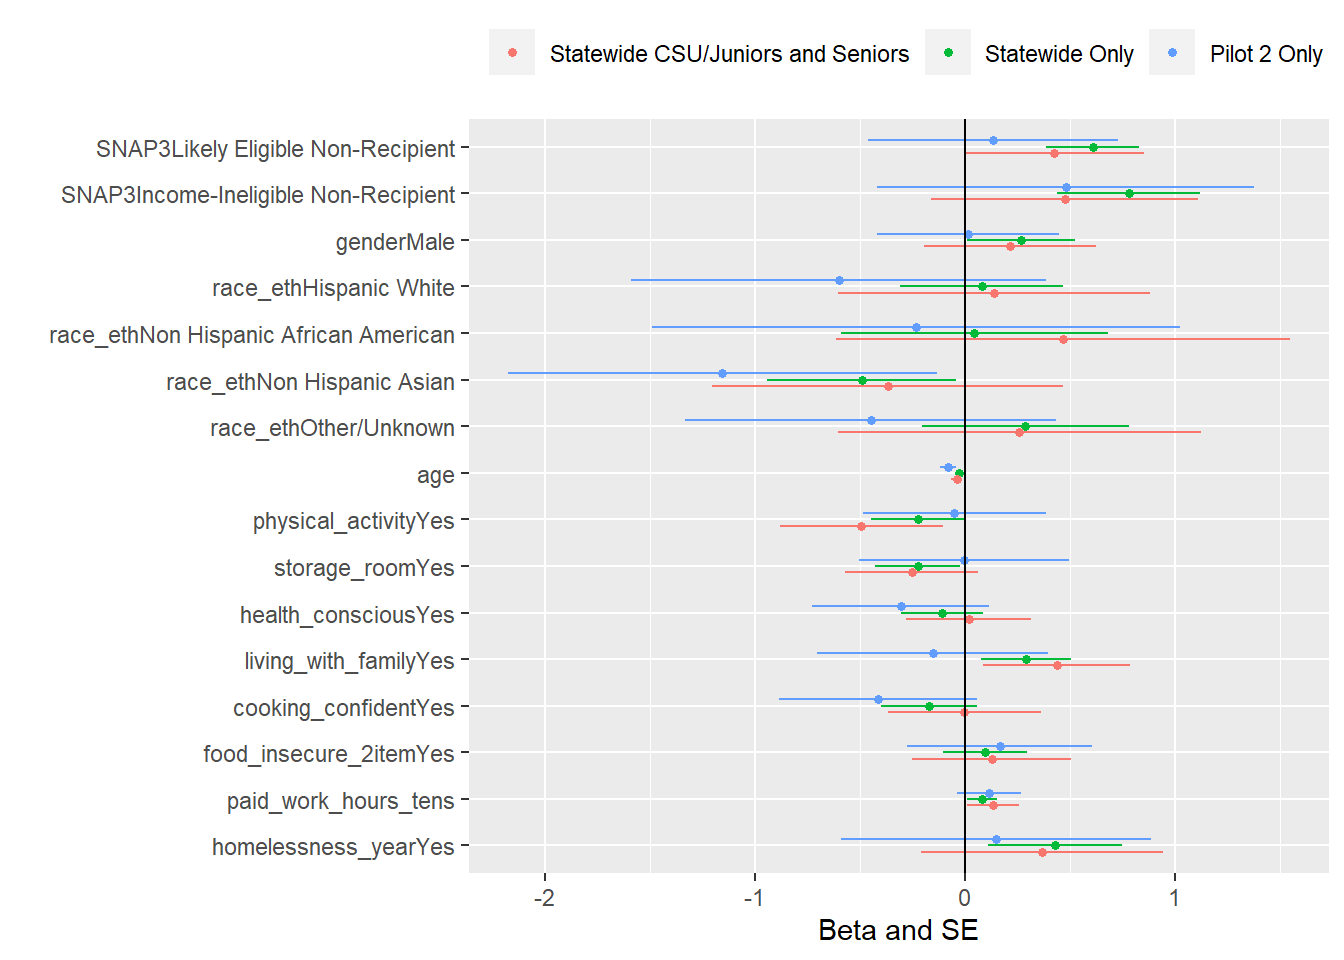 Statewide CSU/Juniors and Seniors Statewide Only Pilot 2 Only
SNAP3Likely Eligible Non-Recipient
SNAP3Income-Ineligible Non-Recipient
genderMale
race_ethHispanic White
race_ethNon Hispanic African American
race_ethNon Hispanic Asian
race_ethOther/Unknown
age
physical_activityYes
storage_roomYes
health_consciousYes
living_with_familyYes
cooking_confidentYes
food_insecure_2itemYes
paid_work_hours_tens
homelessness_yearYes
-2 -1 0 1
Beta and SE